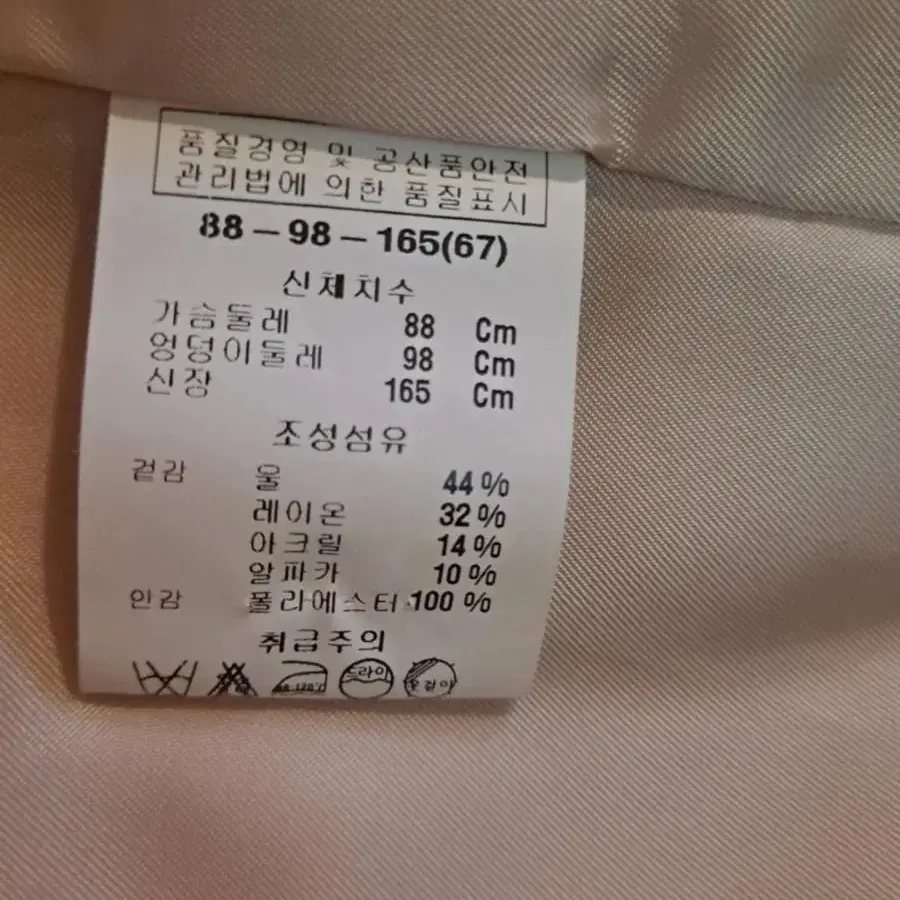 품질경영 및 공산품안전
관리법에 의한 품질표시
88-98-165(67)
신체치수
가슴둘레 88 Cm
엉덩이둘레 98 Cm
신장 165 Cm
조성섬유
겉감 울 44%
레이온 32%
아크릴 14%
알파카 10%
안감 폴리에스터 100%
취급주의
드라이 옷걸이